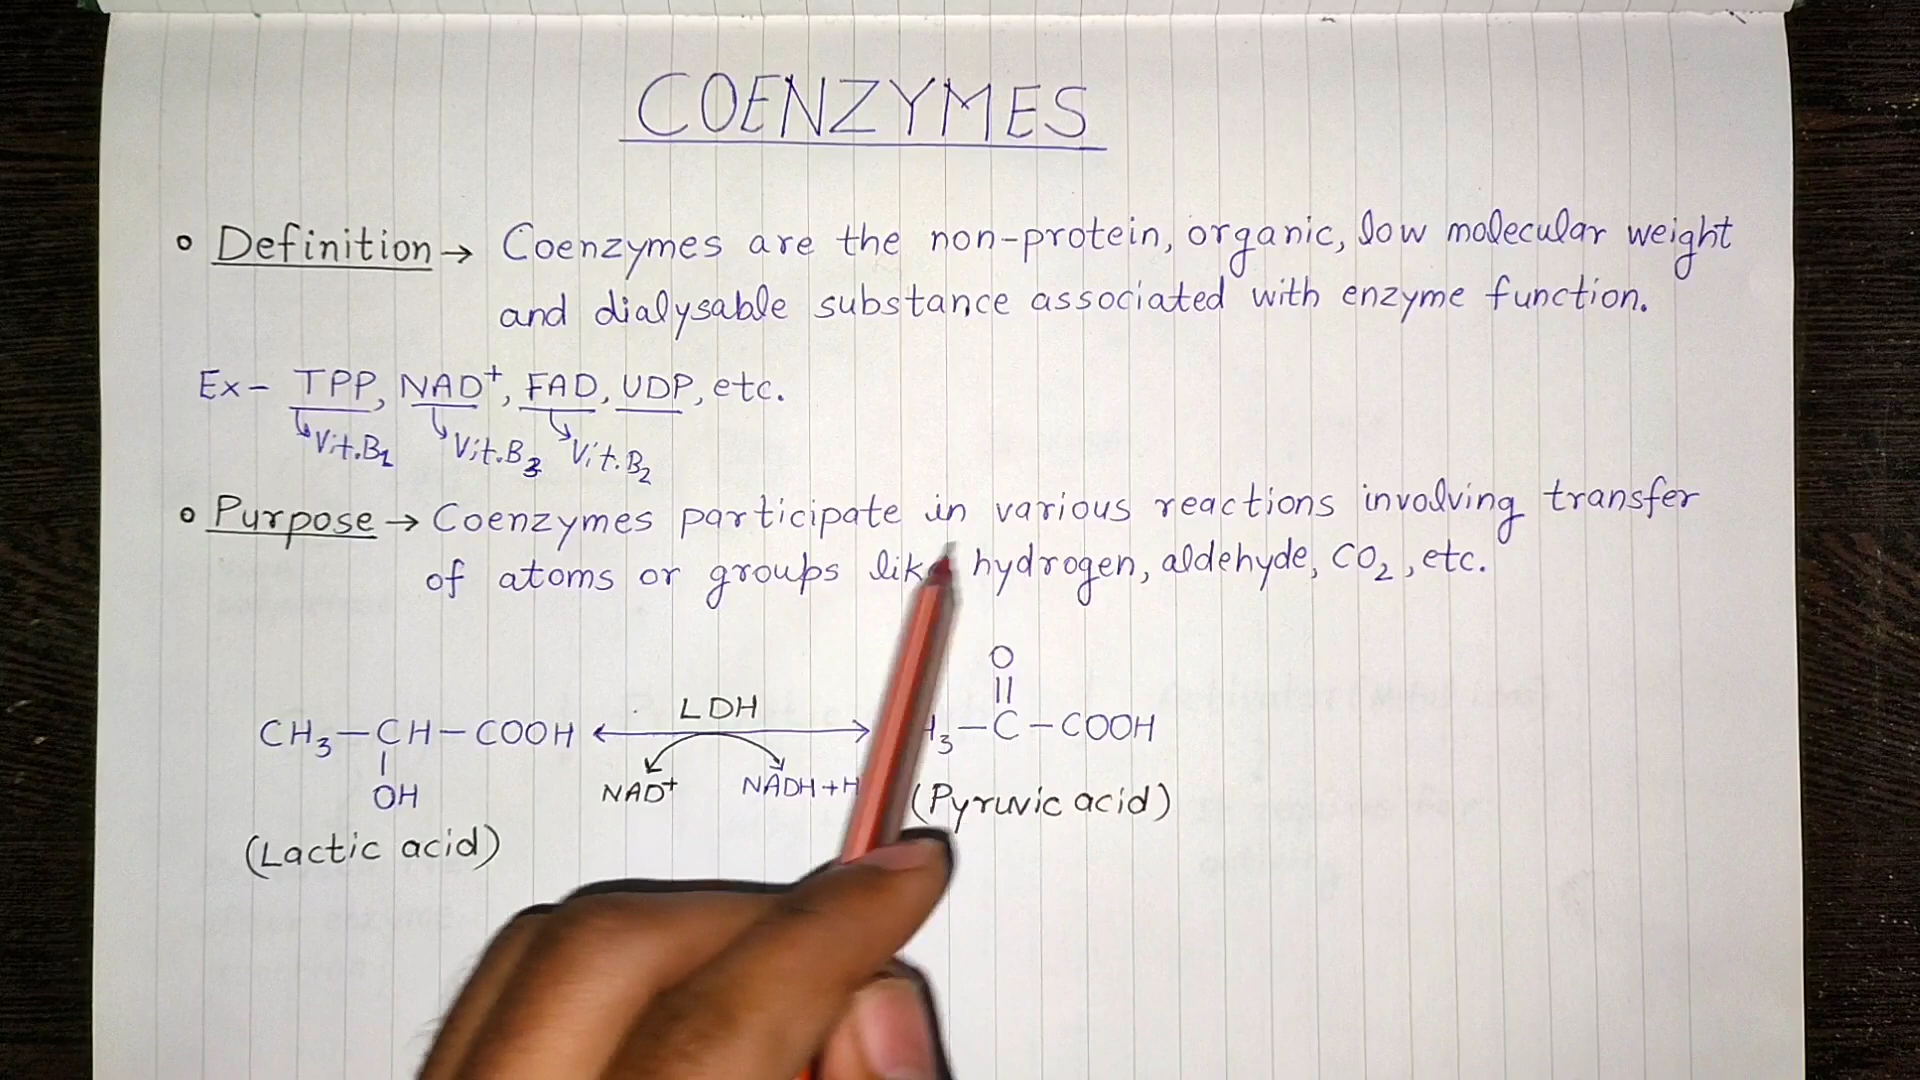 COENZYMES
• Definition → Coenzymes are the non-protein, organic, low molecular weight
and dialysable substance associated with enzyme function.
Ex- TPP, NAD⁺, FAD, UDP, etc.
Vit.B₁ Vit.B₃ Vit.B₂
• Purpose → Coenzymes participate in various reactions involving transfer
of atoms or groups like hydrogen, aldehyde, CO₂, etc.
O
LDH
CH₃-CH-COOH H₃-C-COOH
OH NAD⁺ NADH+H (Pyruvic acid)
(Lactic acid)